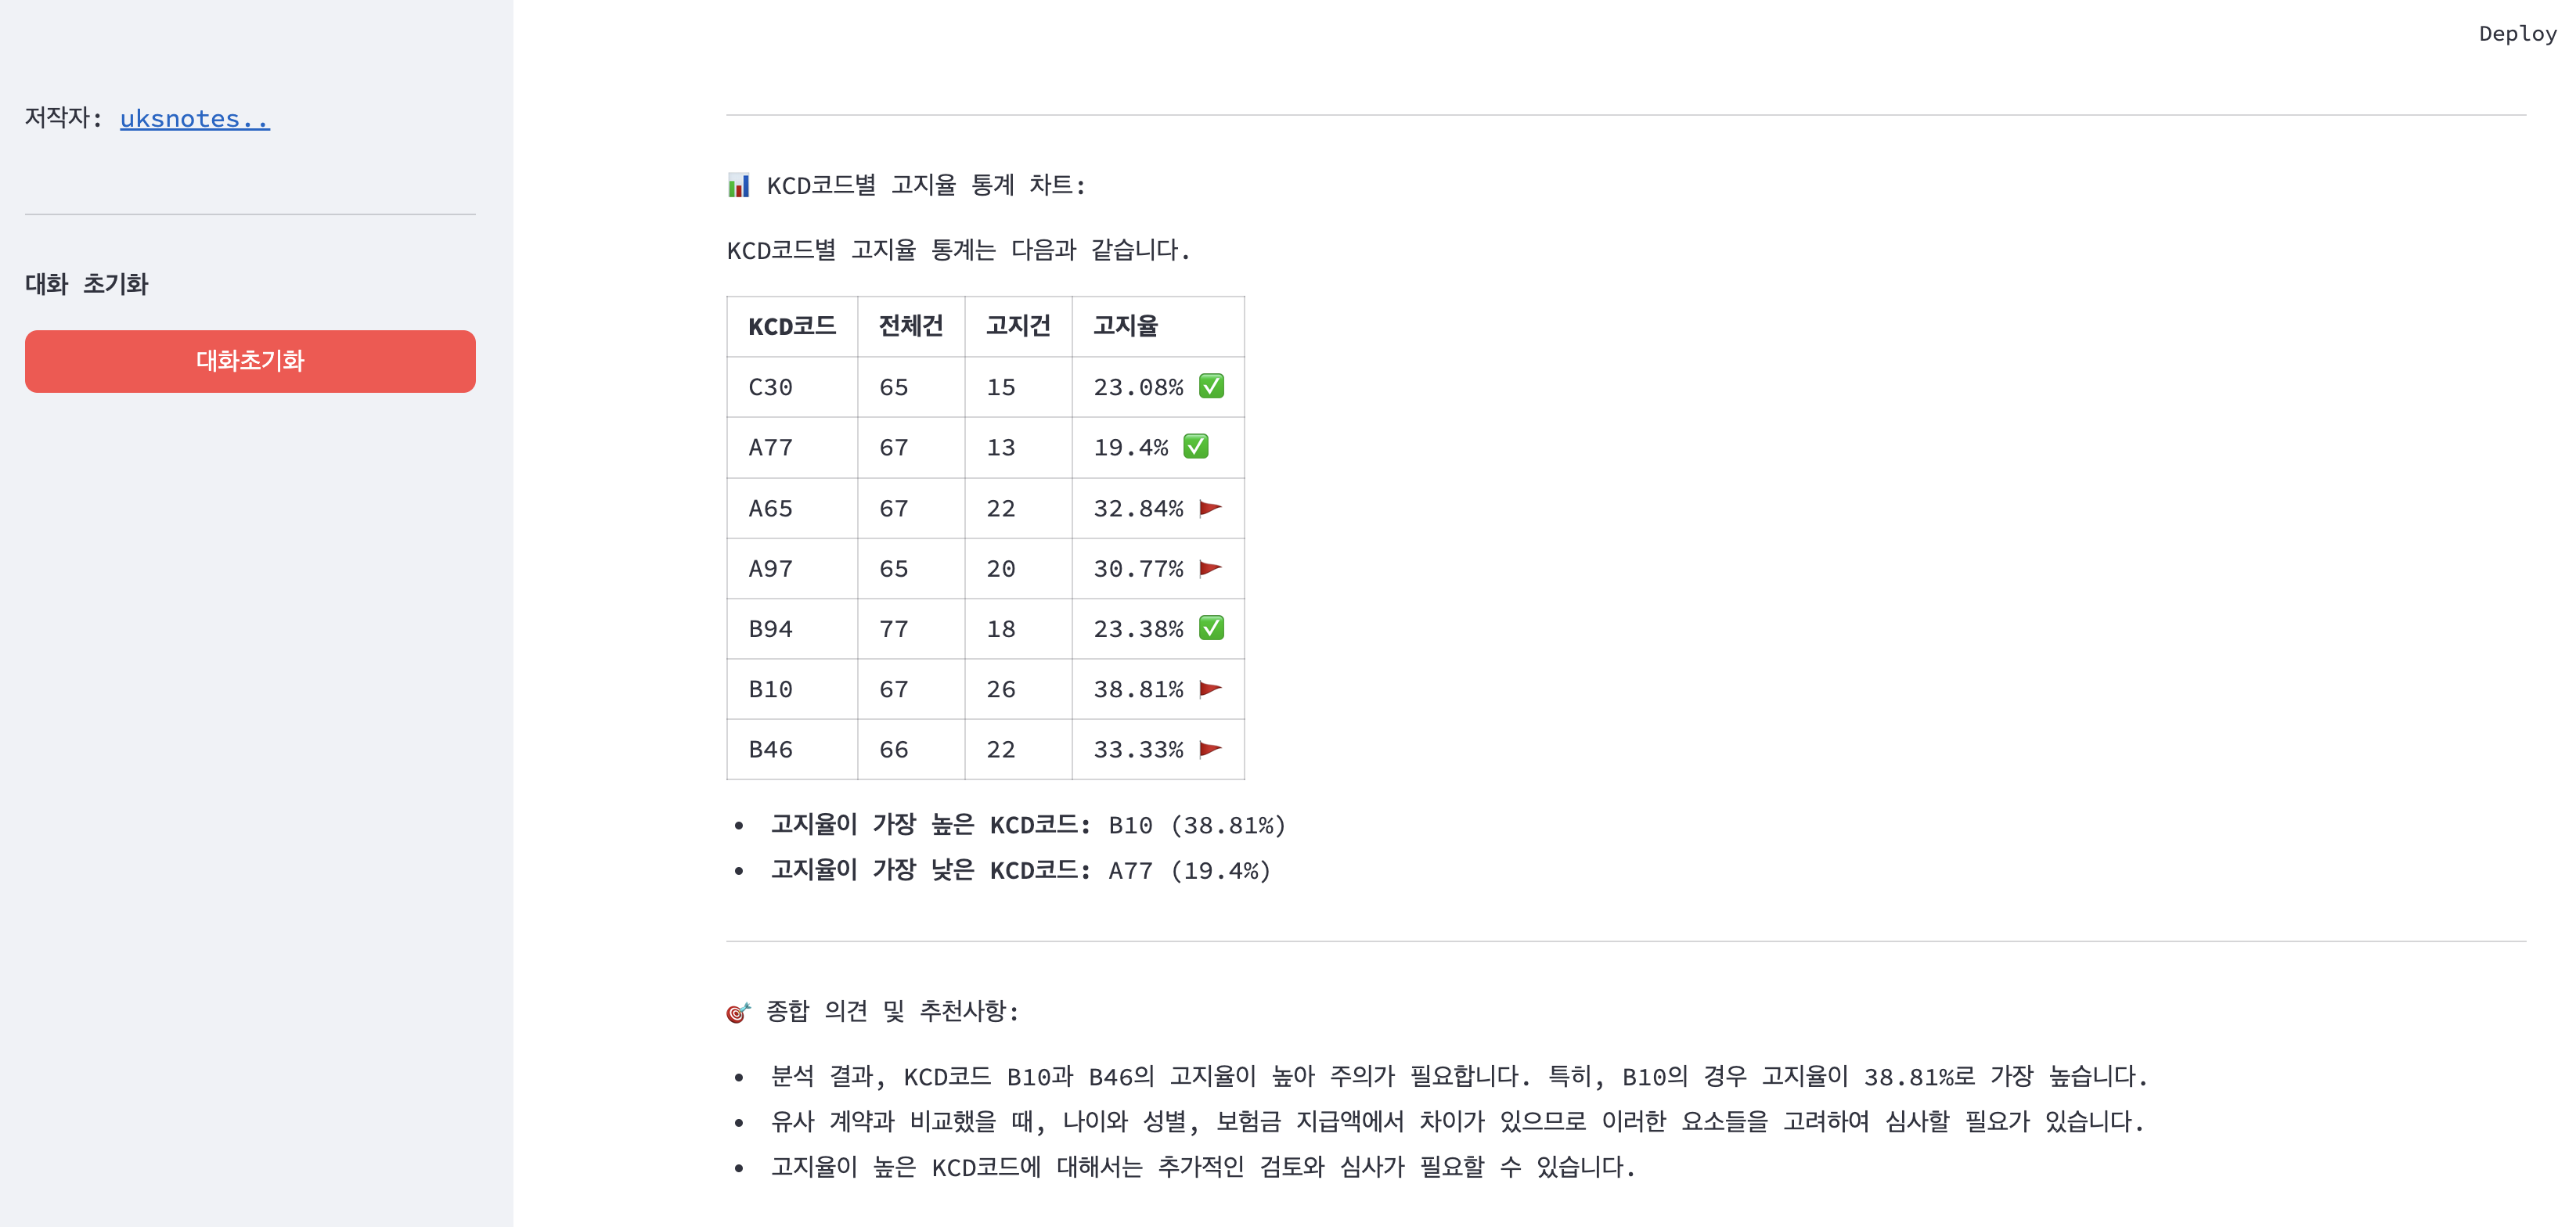 Deploy
저작자: uksnotes..
대화 초기화
대화초기화
📊 KCD코드별 고지율 통계 차트:
KCD코드별 고지율 통계는 다음과 같습니다.
KCD코드 전체건 고지건 고지율
C30 65 15 23.08% ✅
A77 67 13 19.4% ✅
A65 67 22 32.84% 🚩
A97 65 20 30.77% 🚩
B94 77 18 23.38% ✅
B10 67 26 38.81% 🚩
B46 66 22 33.33% 🚩
• 고지율이 가장 높은 KCD코드: B10 (38.81%)
• 고지율이 가장 낮은 KCD코드: A77 (19.4%)
🎯 종합 의견 및 추천사항:
• 분석 결과, KCD코드 B10과 B46의 고지율이 높아 주의가 필요합니다. 특히, B10의 경우 고지율이 38.81%로 가장 높습니다.
• 유사 계약과 비교했을 때, 나이와 성별, 보험금 지급액에서 차이가 있으므로 이러한 요소들을 고려하여 심사할 필요가 있습니다.
• 고지율이 높은 KCD코드에 대해서는 추가적인 검토와 심사가 필요할 수 있습니다.